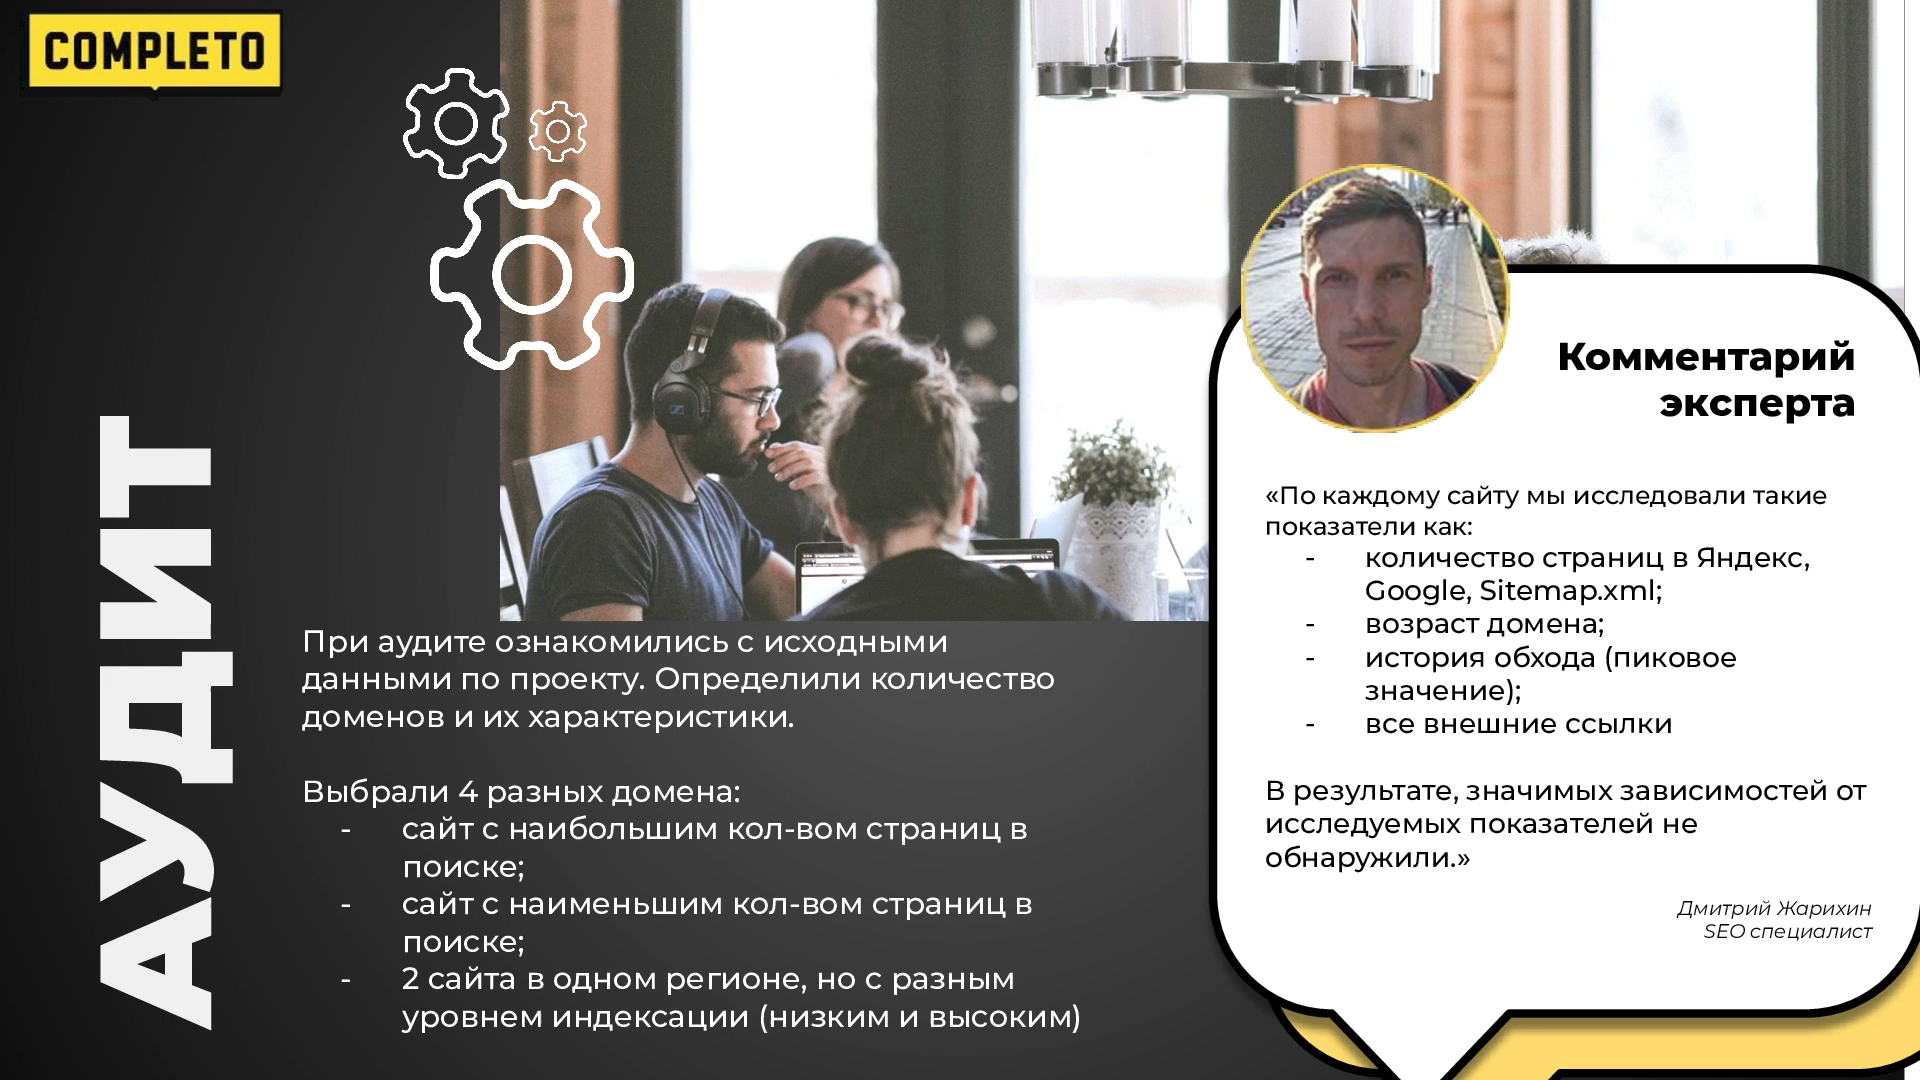 COMPLETO
АУДИТ
При аудите ознакомились с исходными
данными по проекту. Определили количество
доменов и их характеристики.
Выбрали 4 разных домена:
- сайт с наибольшим кол-вом страниц в
поиске;
- сайт с наименьшим кол-вом страниц в
поиске;
- 2 сайта в одном регионе, но с разным
уровнем индексации (низким и высоким)
Комментарий
эксперта
«По каждому сайту мы исследовали такие
показатели как:
- количество страниц в Яндекс,
Google, Sitemap.xml;
- возраст домена;
- история обхода (пиковое
значение);
- все внешние ссылки
В результате, значимых зависимостей от
исследуемых показателей не
обнаружили.»
Дмитрий Жарихин
SEO специалист